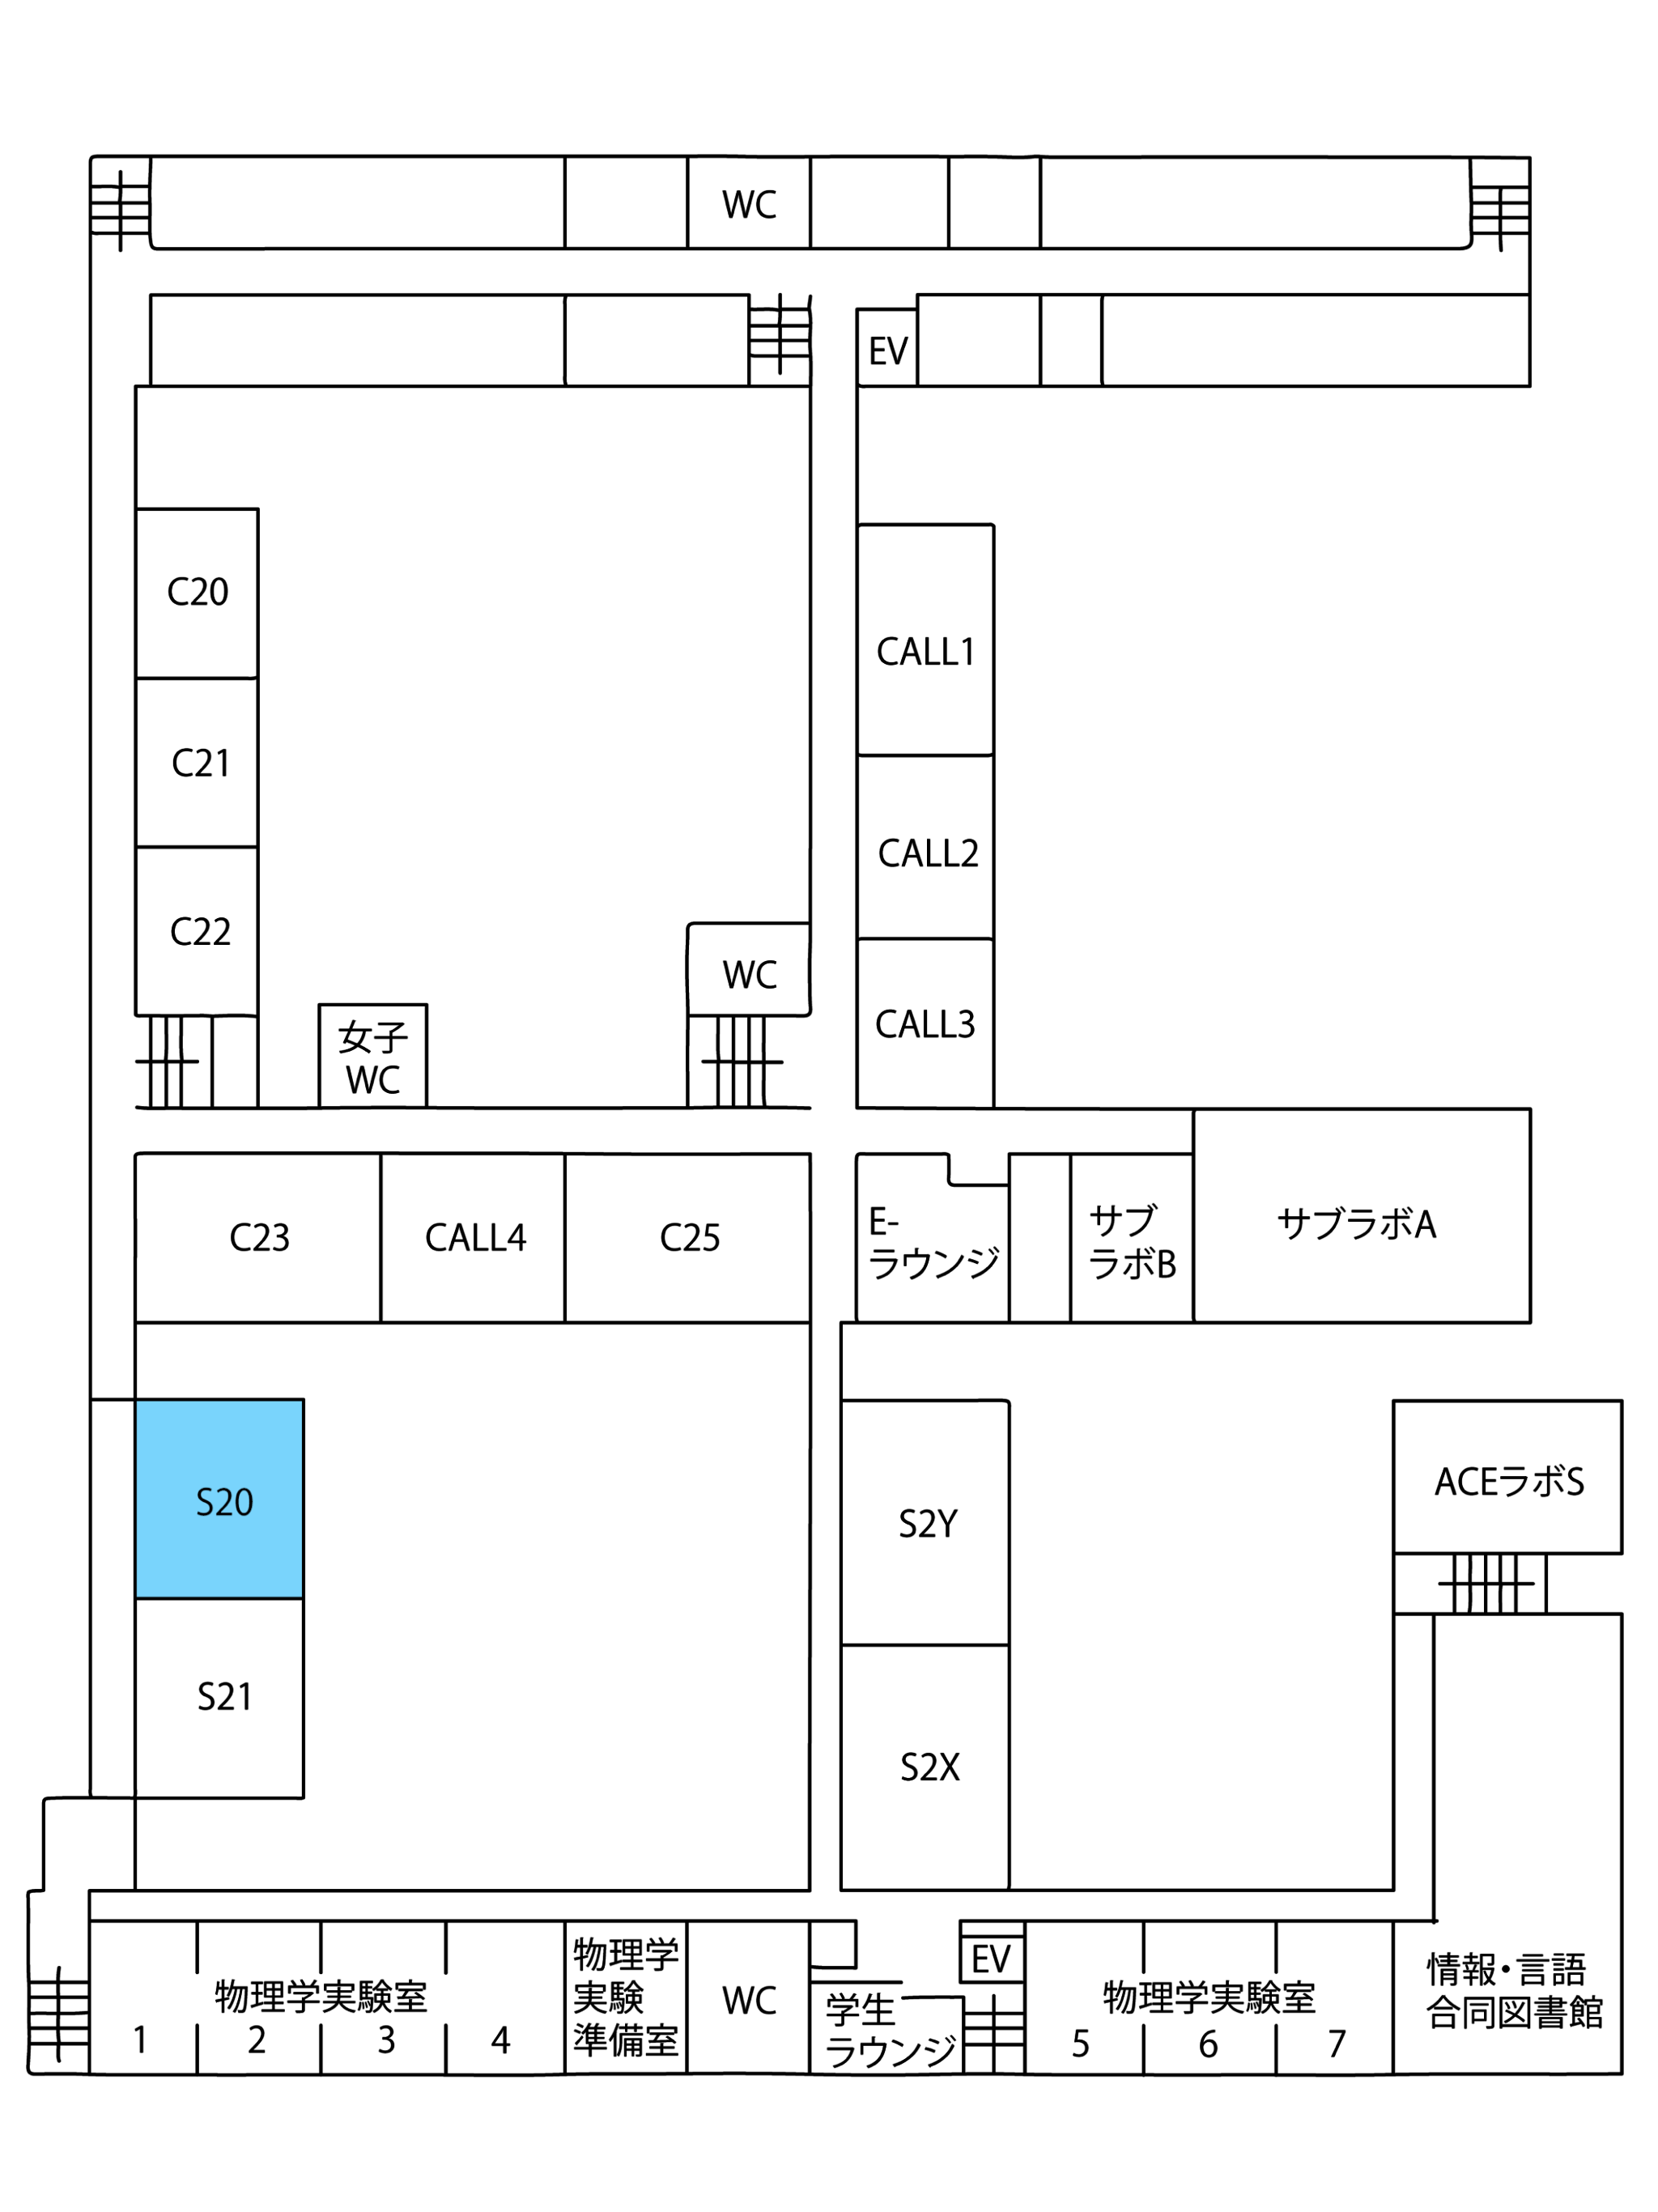 WC
EV
C20
CALL1
C21
CALL2
C22
WC
CALL3
女子
WC
C23
CALL4
C25
E-
ラウンジ
サブ
ラボB
サブラボA
S20
S2Y
ACEラボS
S21
S2X
物理学実験室
1
2
3
4
物理学
実験
準備室
WC
学生
ラウンジ
EV
物理学実験室
5
6
7
情報・言語
合同図書館